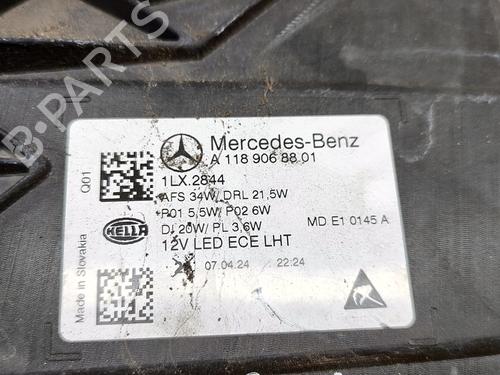 B-PARTS
Mercedes-Benz
A 118 906 88 01
Q01
1LX.2844
AFS 34W/ DRL 21,5W
P01 5,5W/ P02 6W
DI 20W/ PL 3,6W
12V LED ECE LHT
MD E1 0145 A
HELLA
Made in Slovakia
07.04.24 22:24